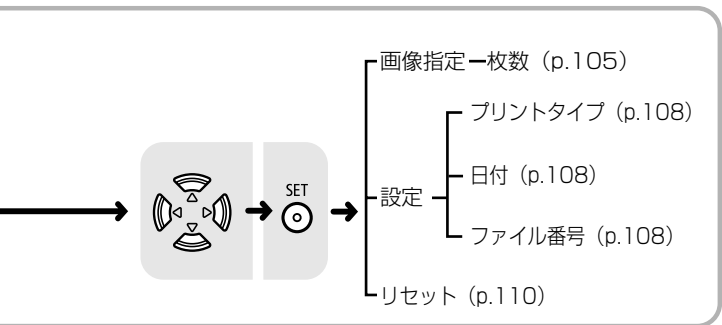 画像指定 枚数（p.105）
プリントタイプ（p.108）
日付（p.108）
SET
設定
ファイル番号（p.108）
リセット（p.110）